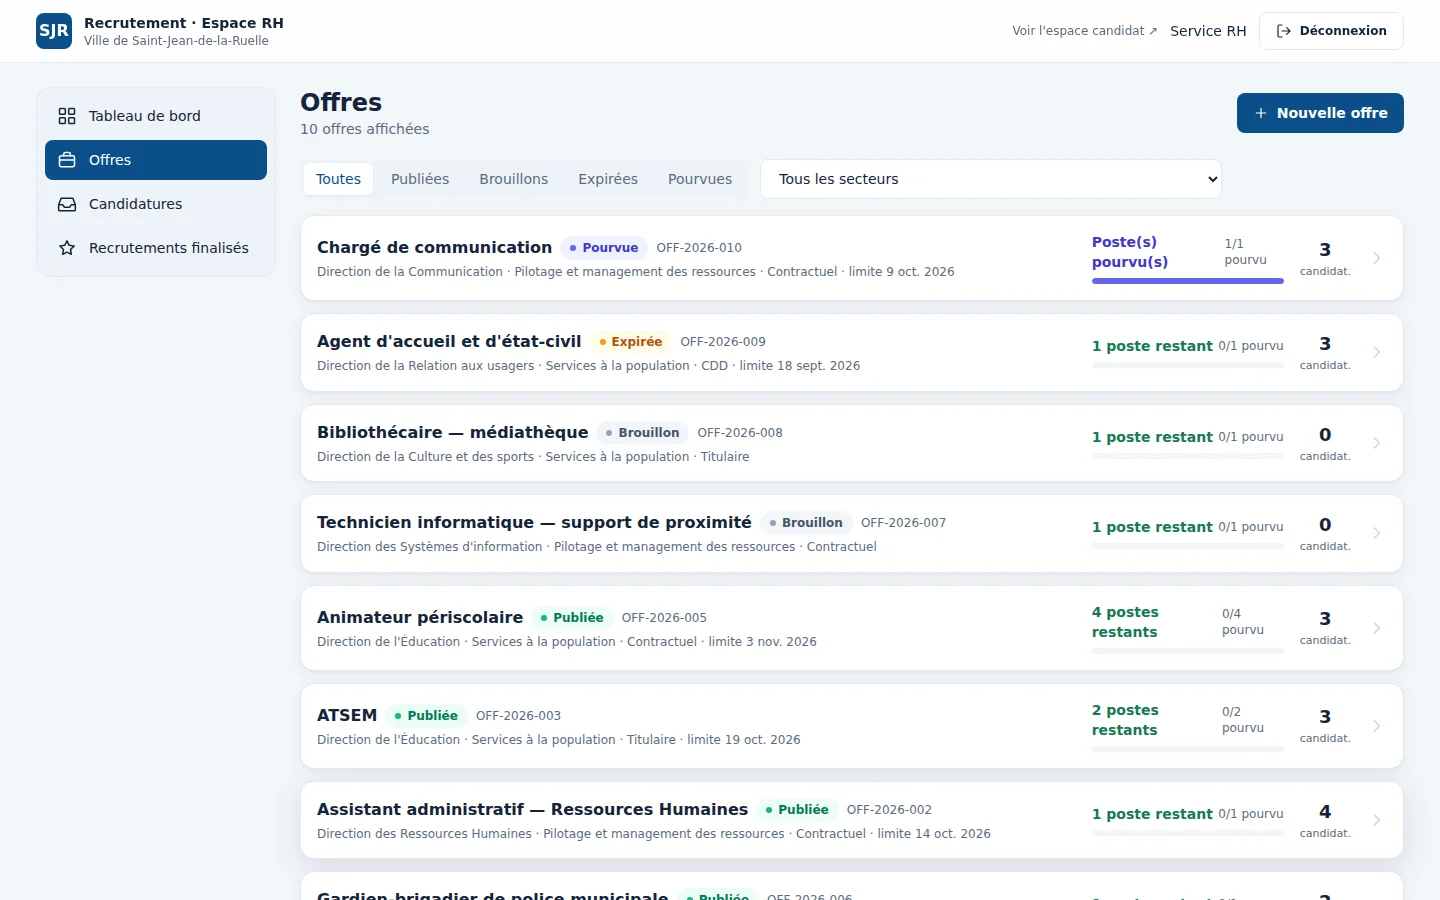 SJR
Recrutement · Espace RH
Ville de Saint-Jean-de-la-Ruelle
Voir l'espace candidat ↗
Service RH
Déconnexion
Tableau de bord
Offres
Candidatures
Recrutements finalisés
Offres
10 offres affichées
+ Nouvelle offre
Toutes
Publiées
Brouillons
Expirées
Pourvues
Tous les secteurs
Chargé de communication
Pourvue
OFF-2026-010
Direction de la Communication · Pilotage et management des ressources · Contractuel · limite 9 oct. 2026
Poste(s)
pourvu(s)
1/1
pourvu
3
candidat.
Agent d'accueil et d'état-civil
Expirée
OFF-2026-009
Direction de la Relation aux usagers · Services à la population · CDD · limite 18 sept. 2026
1 poste restant
0/1 pourvu
3
candidat.
Bibliothécaire — médiathèque
Brouillon
OFF-2026-008
Direction de la Culture et des sports · Services à la population · Titulaire
1 poste restant
0/1 pourvu
0
candidat.
Technicien informatique — support de proximité
Brouillon
OFF-2026-007
Direction des Systèmes d'information · Pilotage et management des ressources · Contractuel
1 poste restant
0/1 pourvu
0
candidat.
Animateur périscolaire
Publiée
OFF-2026-005
Direction de l'Éducation · Services à la population · Contractuel · limite 3 nov. 2026
4 postes
restants
0/4
pourvu
3
candidat.
ATSEM
Publiée
OFF-2026-003
Direction de l'Éducation · Services à la population · Titulaire · limite 19 oct. 2026
2 postes
restants
0/2
pourvu
3
candidat.
Assistant administratif — Ressources Humaines
Publiée
OFF-2026-002
Direction des Ressources Humaines · Pilotage et management des ressources · Contractuel · limite 14 oct. 2026
1 poste restant
0/1 pourvu
4
candidat.
Gardien-brigadier de police municipale
Publiée
OFF-2026-006